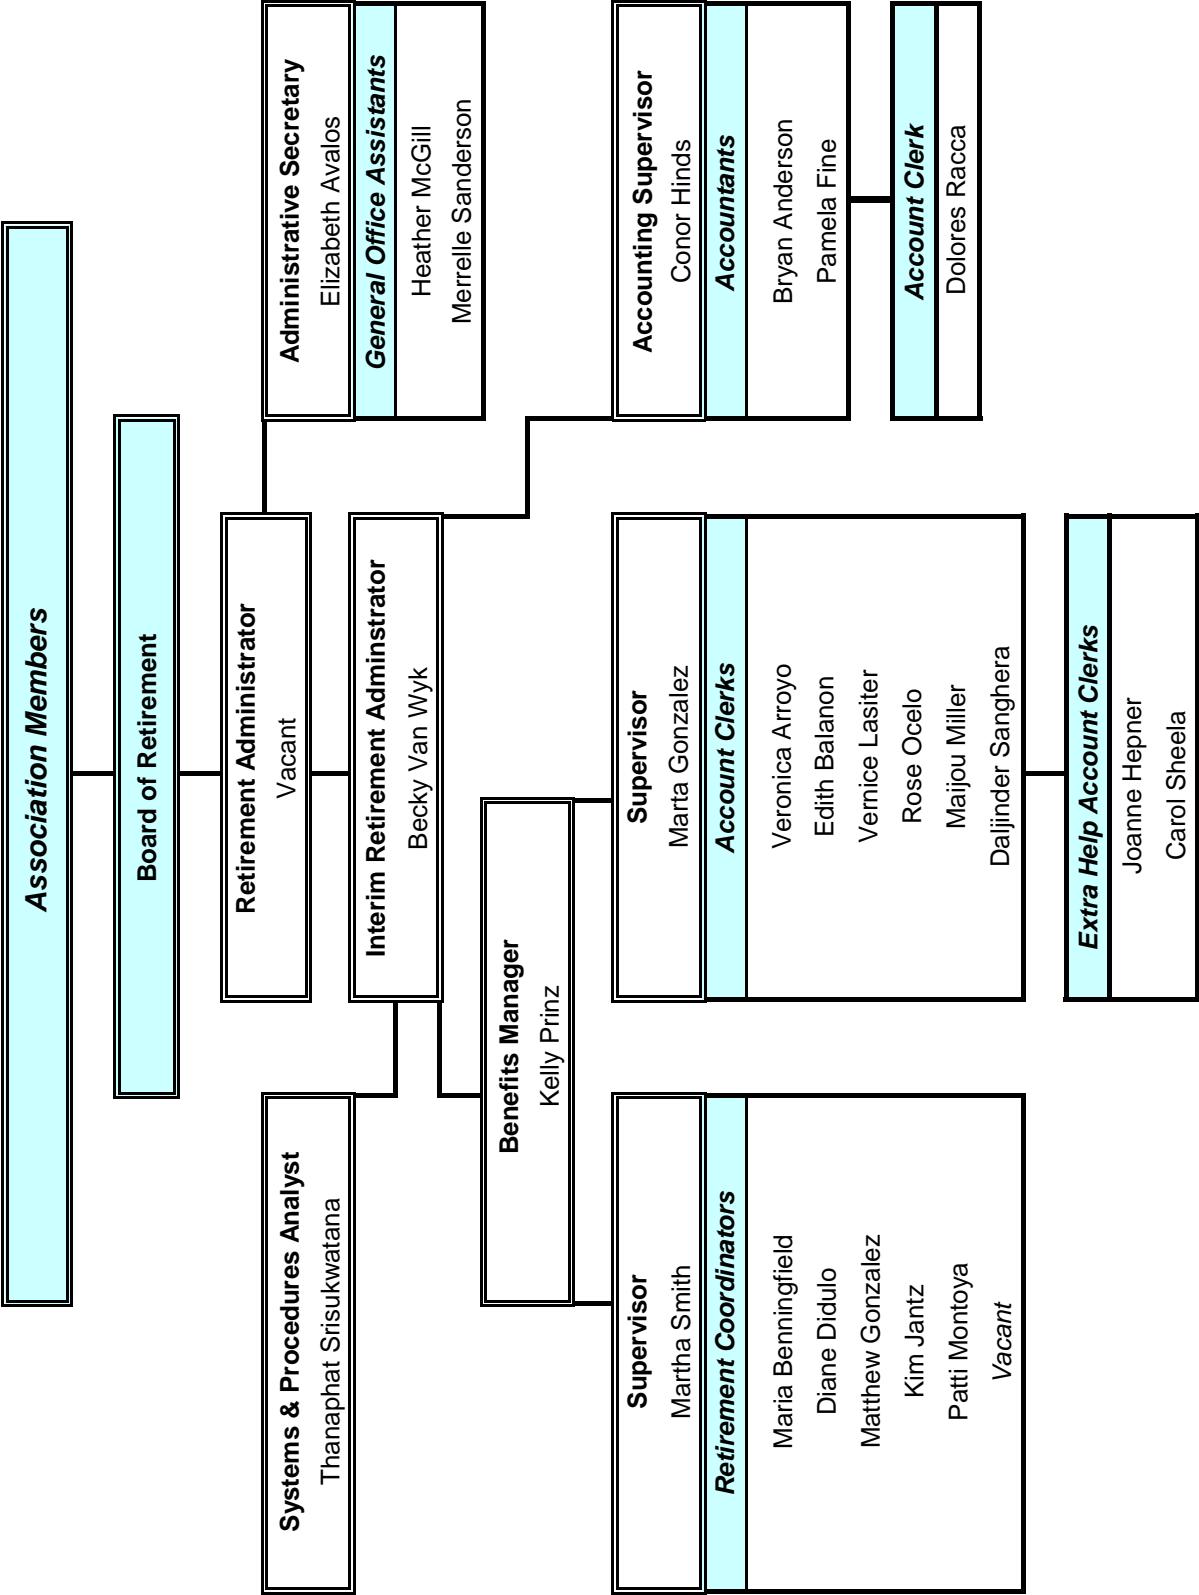 Association Members
Board of Retirement
Retirement Administrator
Vacant
Administrative Secretary
Elizabeth Avalos
General Office Assistants
Heather McGill
Merrelle Sanderson
Systems & Procedures Analyst
Thanaphat Srisukwatana
Interim Retirement Adminstrator
Becky Van Wyk
Benefits Manager
Kelly Prinz
Supervisor
Martha Smith
Retirement Coordinators
Maria Benningfield
Diane Didulo
Matthew Gonzalez
Kim Jantz
Patti Montoya
Vacant
Supervisor
Marta Gonzalez
Account Clerks
Veronica Arroyo
Edith Balanon
Vernice Lasiter
Rose Ocelo
Maijou Miller
Daljinder Sanghera
Extra Help Account Clerks
Joanne Hepner
Carol Sheela
Accounting Supervisor
Conor Hinds
Accountants
Bryan Anderson
Pamela Fine
Account Clerk
Dolores Racca